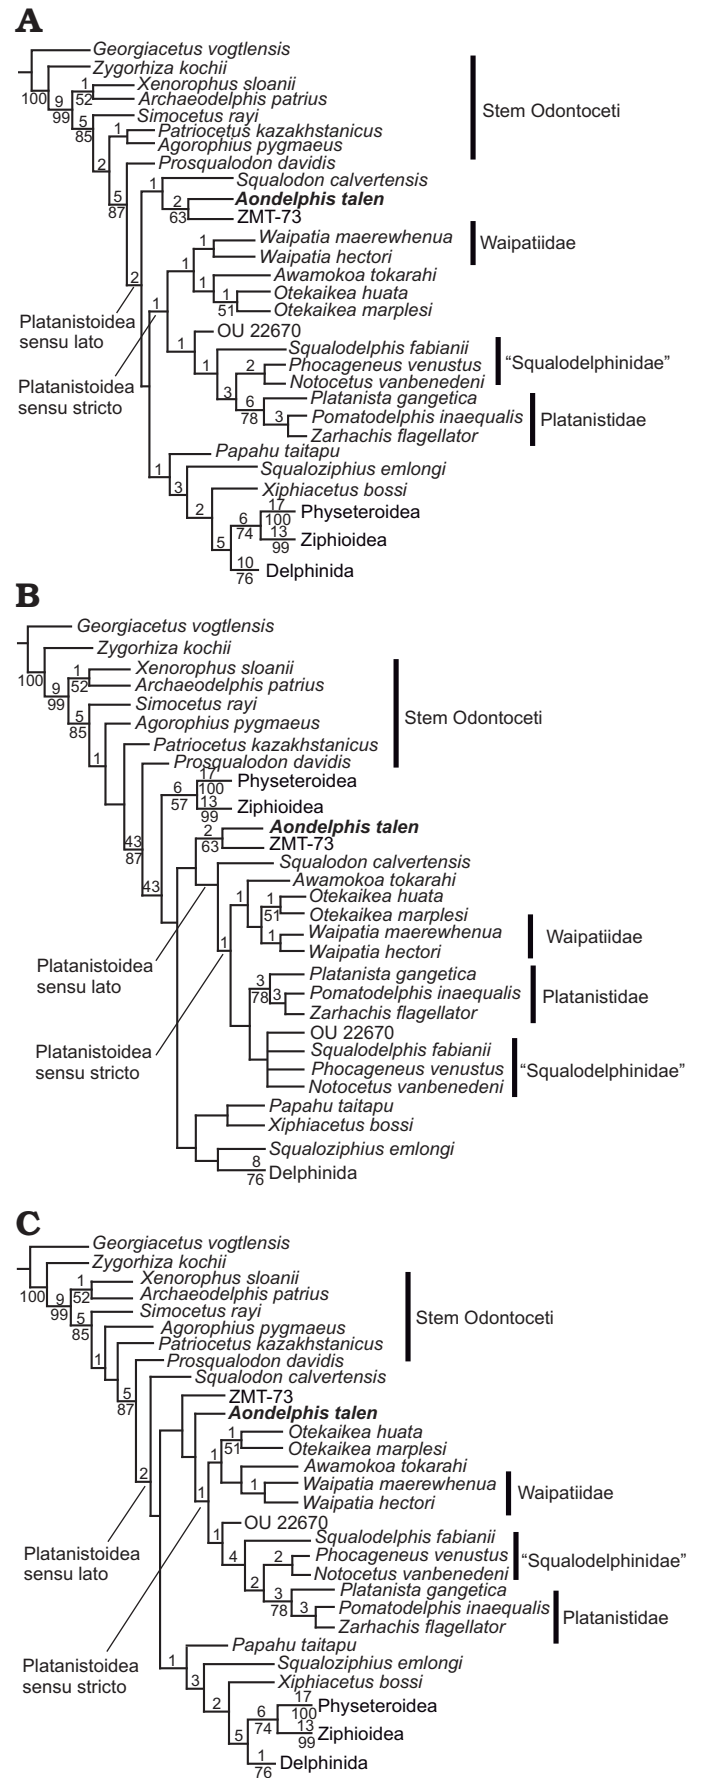 A
Georgiacetus vogtlensis
Zygorhiza kochii
100
9
99
1
52
Xenorophus sloanii
Archaeodelphis patrius
Stem Odontoceti
5
85
Simocetus rayi
2
1
Patriocetus kazakhstanicus
Agorophius pygmaeus
5
87
Prosqualodon davidis
1
Squalodon calvertensis
2
63
Aondelphis talen
ZMT-73
2
1
1
Waipatia maerewhenua
Waipatia hectori
Waipatiidae
1
Awamokoa tokarahi
1
51
Otekaikea huata
Otekaikea marplesi
Platanistoidea
sensu lato
1
1
OU 22670
1
Squalodelphis fabianii
2
Phocageneus venustus
Notocetus vanbenedeni
“Squalodelphinidae”
Platanistoidea
sensu stricto
3
6
78
Platanista gangetica
3
Pomatodelphis inaequalis
Zarhachis flagellator
Platanistidae
1
Papahu taitapu
3
Squaloziphius emlongi
2
Xiphiacetus bossi
5
6
74
17
100
Physeteroidea
13
99
Ziphioidea
10
76
Delphinida
B
Georgiacetus vogtlensis
Zygorhiza kochii
100
9
99
1
52
Xenorophus sloanii
Archaeodelphis patrius
Stem Odontoceti
5
85
Simocetus rayi
1
Agorophius pygmaeus
Patriocetus kazakhstanicus
43
87
Prosqualodon davidis
43
6
57
17
100
Physeteroidea
13
99
Ziphioidea
2
63
Aondelphis talen
ZMT-73
Squalodon calvertensis
1
1
Awamokoa tokarahi
1
51
Otekaikea huata
Otekaikea marplesi
1
Waipatia maerewhenua
Waipatia hectori
Waipatiidae
Platanistoidea
sensu lato
3
78
Platanista gangetica
3
Pomatodelphis inaequalis
Zarhachis flagellator
Platanistidae
OU 22670
Platanistoidea
sensu stricto
Squalodelphis fabianii
Phocageneus venustus
Notocetus vanbenedeni
“Squalodelphinidae”
Papahu taitapu
Xiphiacetus bossi
Squaloziphius emlongi
8
76
Delphinida
C
Georgiacetus vogtlensis
Zygorhiza kochii
100
9
99
1
52
Xenorophus sloanii
Archaeodelphis patrius
Stem Odontoceti
5
85
Simocetus rayi
1
Agorophius pygmaeus
Patriocetus kazakhstanicus
5
87
Prosqualodon davidis
2
Squalodon calvertensis
ZMT-73
Aondelphis talen
1
1
1
51
Otekaikea huata
Otekaikea marplesi
Awamokoa tokarahi
1
Waipatia maerewhenua
Waipatia hectori
Waipatiidae
1
OU 22670
Platanistoidea
sensu lato
4
Squalodelphis fabianii
2
2
Phocageneus venustus
Notocetus vanbenedeni
“Squalodelphinidae”
3
78
Platanista gangetica
3
Pomatodelphis inaequalis
Zarhachis flagellator
Platanistidae
Platanistoidea
sensu stricto
1
Papahu taitapu
3
Squaloziphius emlongi
2
Xiphiacetus bossi
5
6
74
17
100
Physeteroidea
13
99
Ziphioidea
1
76
Delphinida